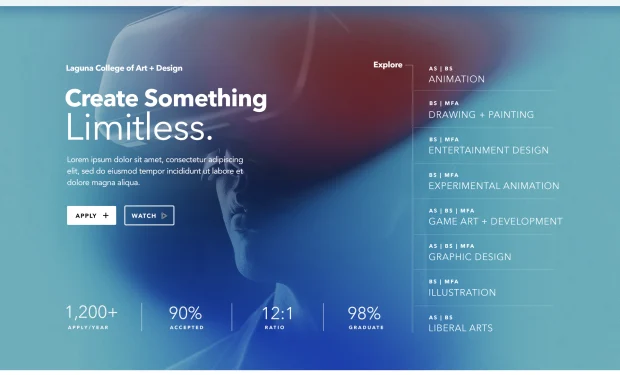 Laguna College of Art + Design
Create Something
Limitless.
Lorem ipsum dolor sit amet, consectetur adipiscing
elit, sed do eiusmod tempor incididunt ut labore et
dolore magna aliqua.
APPLY +
WATCH
1,200+
APPLY/YEAR
90%
ACCEPTED
12:1
RATIO
98%
GRADUATE
Explore
AS | BS
ANIMATION
BS | MFA
DRAWING + PAINTING
BS | MFA
ENTERTAINMENT DESIGN
BS | MFA
EXPERIMENTAL ANIMATION
AS | BS | MFA
GAME ART + DEVELOPMENT
AS | BS | MFA
GRAPHIC DESIGN
BS | MFA
ILLUSTRATION
AS | BS
LIBERAL ARTS